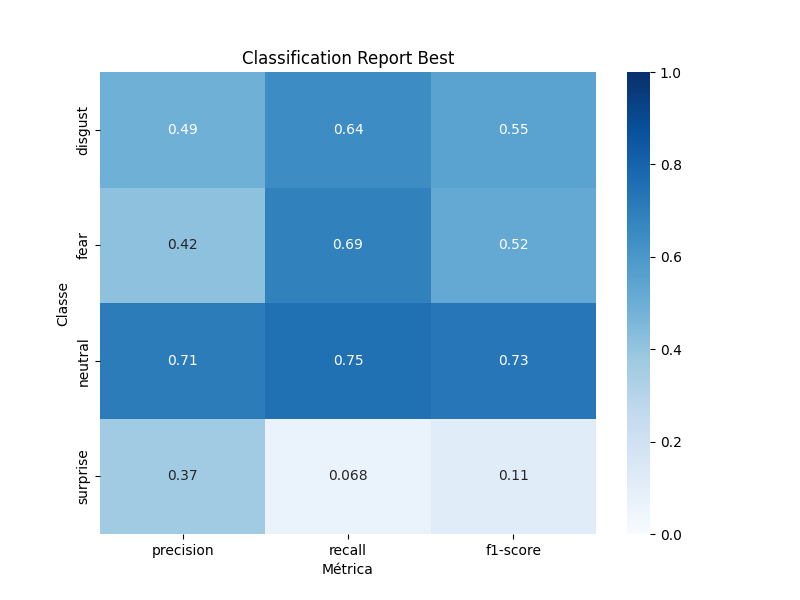 Classification Report Best
Classe
disgust 0.49 0.64 0.55
fear 0.42 0.69 0.52
neutral 0.71 0.75 0.73
surprise 0.37 0.068 0.11
precision recall f1-score
Métrica
1.0
0.8
0.6
0.4
0.2
0.0